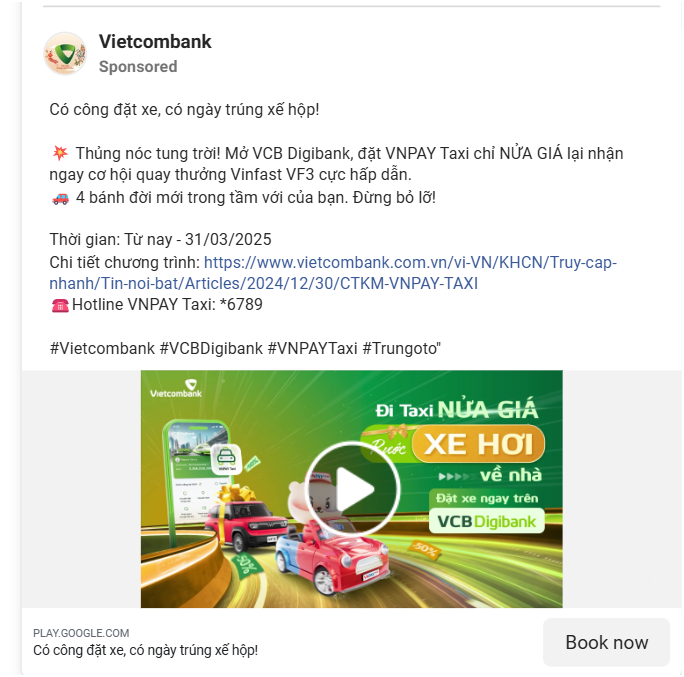 Vietcombank
Sponsored
Có công đặt xe, có ngày trúng xế hộp!
💥 Thủng nóc tung trời! Mở VCB Digibank, đặt VNPAY Taxi chỉ NỬA GIÁ lại nhận
ngay cơ hội quay thưởng Vinfast VF3 cực hấp dẫn.
🚗 4 bánh đời mới trong tầm với của bạn. Đừng bỏ lỡ!
Thời gian: Từ nay - 31/03/2025
Chi tiết chương trình: https://www.vietcombank.com.vn/vi-VN/KHCN/Truy-cap-
nhanh/Tin-noi-bat/Articles/2024/12/30/CTKM-VNPAY-TAXI
☎️Hotline VNPAY Taxi: *6789
#Vietcombank #VCBDigibank #VNPAYTaxi #Trungoto"
Vietcombank
Đi Taxi NỬA GIÁ
Rước XE HƠI
về nhà
Đặt xe ngay trên
VCB Digibank
VNPAY Taxi
50%
50%
PLAY.GOOGLE.COM
Có công đặt xe, có ngày trúng xế hộp!
Book now